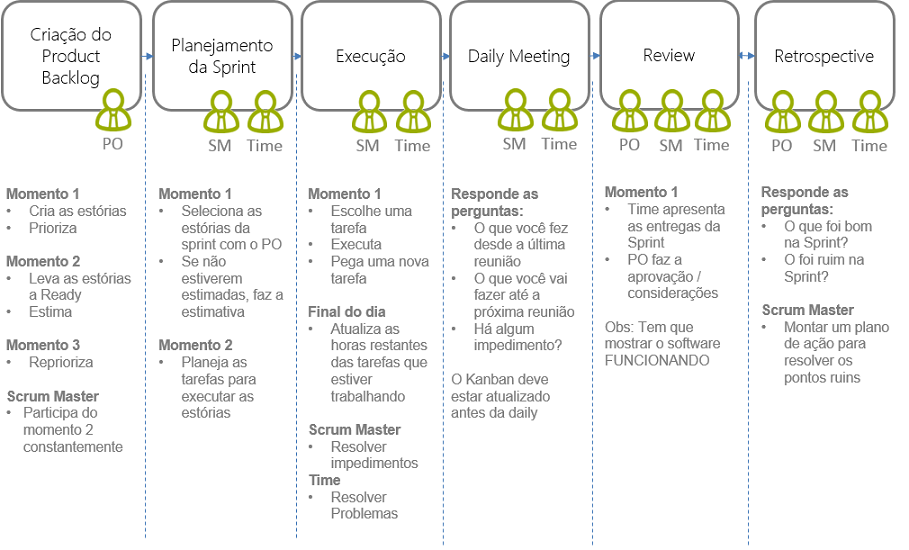 Criação do
Product
Backlog
PO
Momento 1
• Cria as estórias
• Prioriza
Momento 2
• Leva as estórias
a Ready
• Estima
Momento 3
• Reprioriza
Scrum Master
• Participa do
momento 2
constantemente
Planejamento
da Sprint
SM Time
Momento 1
• Seleciona as
estórias da
sprint com o PO
• Se não
estiverem
estimadas, faz a
estimativa
Momento 2
• Planeja as
tarefas para
executar as
estórias
Execução
SM Time
Momento 1
• Escolhe uma
tarefa
• Executa
• Pega uma nova
tarefa
Final do dia
• Atualiza as
horas restantes
das tarefas que
estiver
trabalhando
Scrum Master
• Resolver
impedimentos
Time
• Resolver
Problemas
Daily Meeting
SM Time
Responde as
perguntas:
• O que você fez
desde a última
reunião
• O que você vai
fazer até a
próxima reunião
• Há algum
impedimento?
O Kanban deve
estar atualizado
antes da daily
Review
PO SM Time
Momento 1
• Time apresenta
as entregas da
Sprint
• PO faz a
aprovação /
considerações
Obs: Tem que
mostrar o software
FUNCIONANDO
Retrospective
PO SM Time
Responde as
perguntas:
• O que foi bom
na Sprint?
• O foi ruim na
Sprint?
Scrum Master
• Montar um plano
de ação para
resolver os
pontos ruins